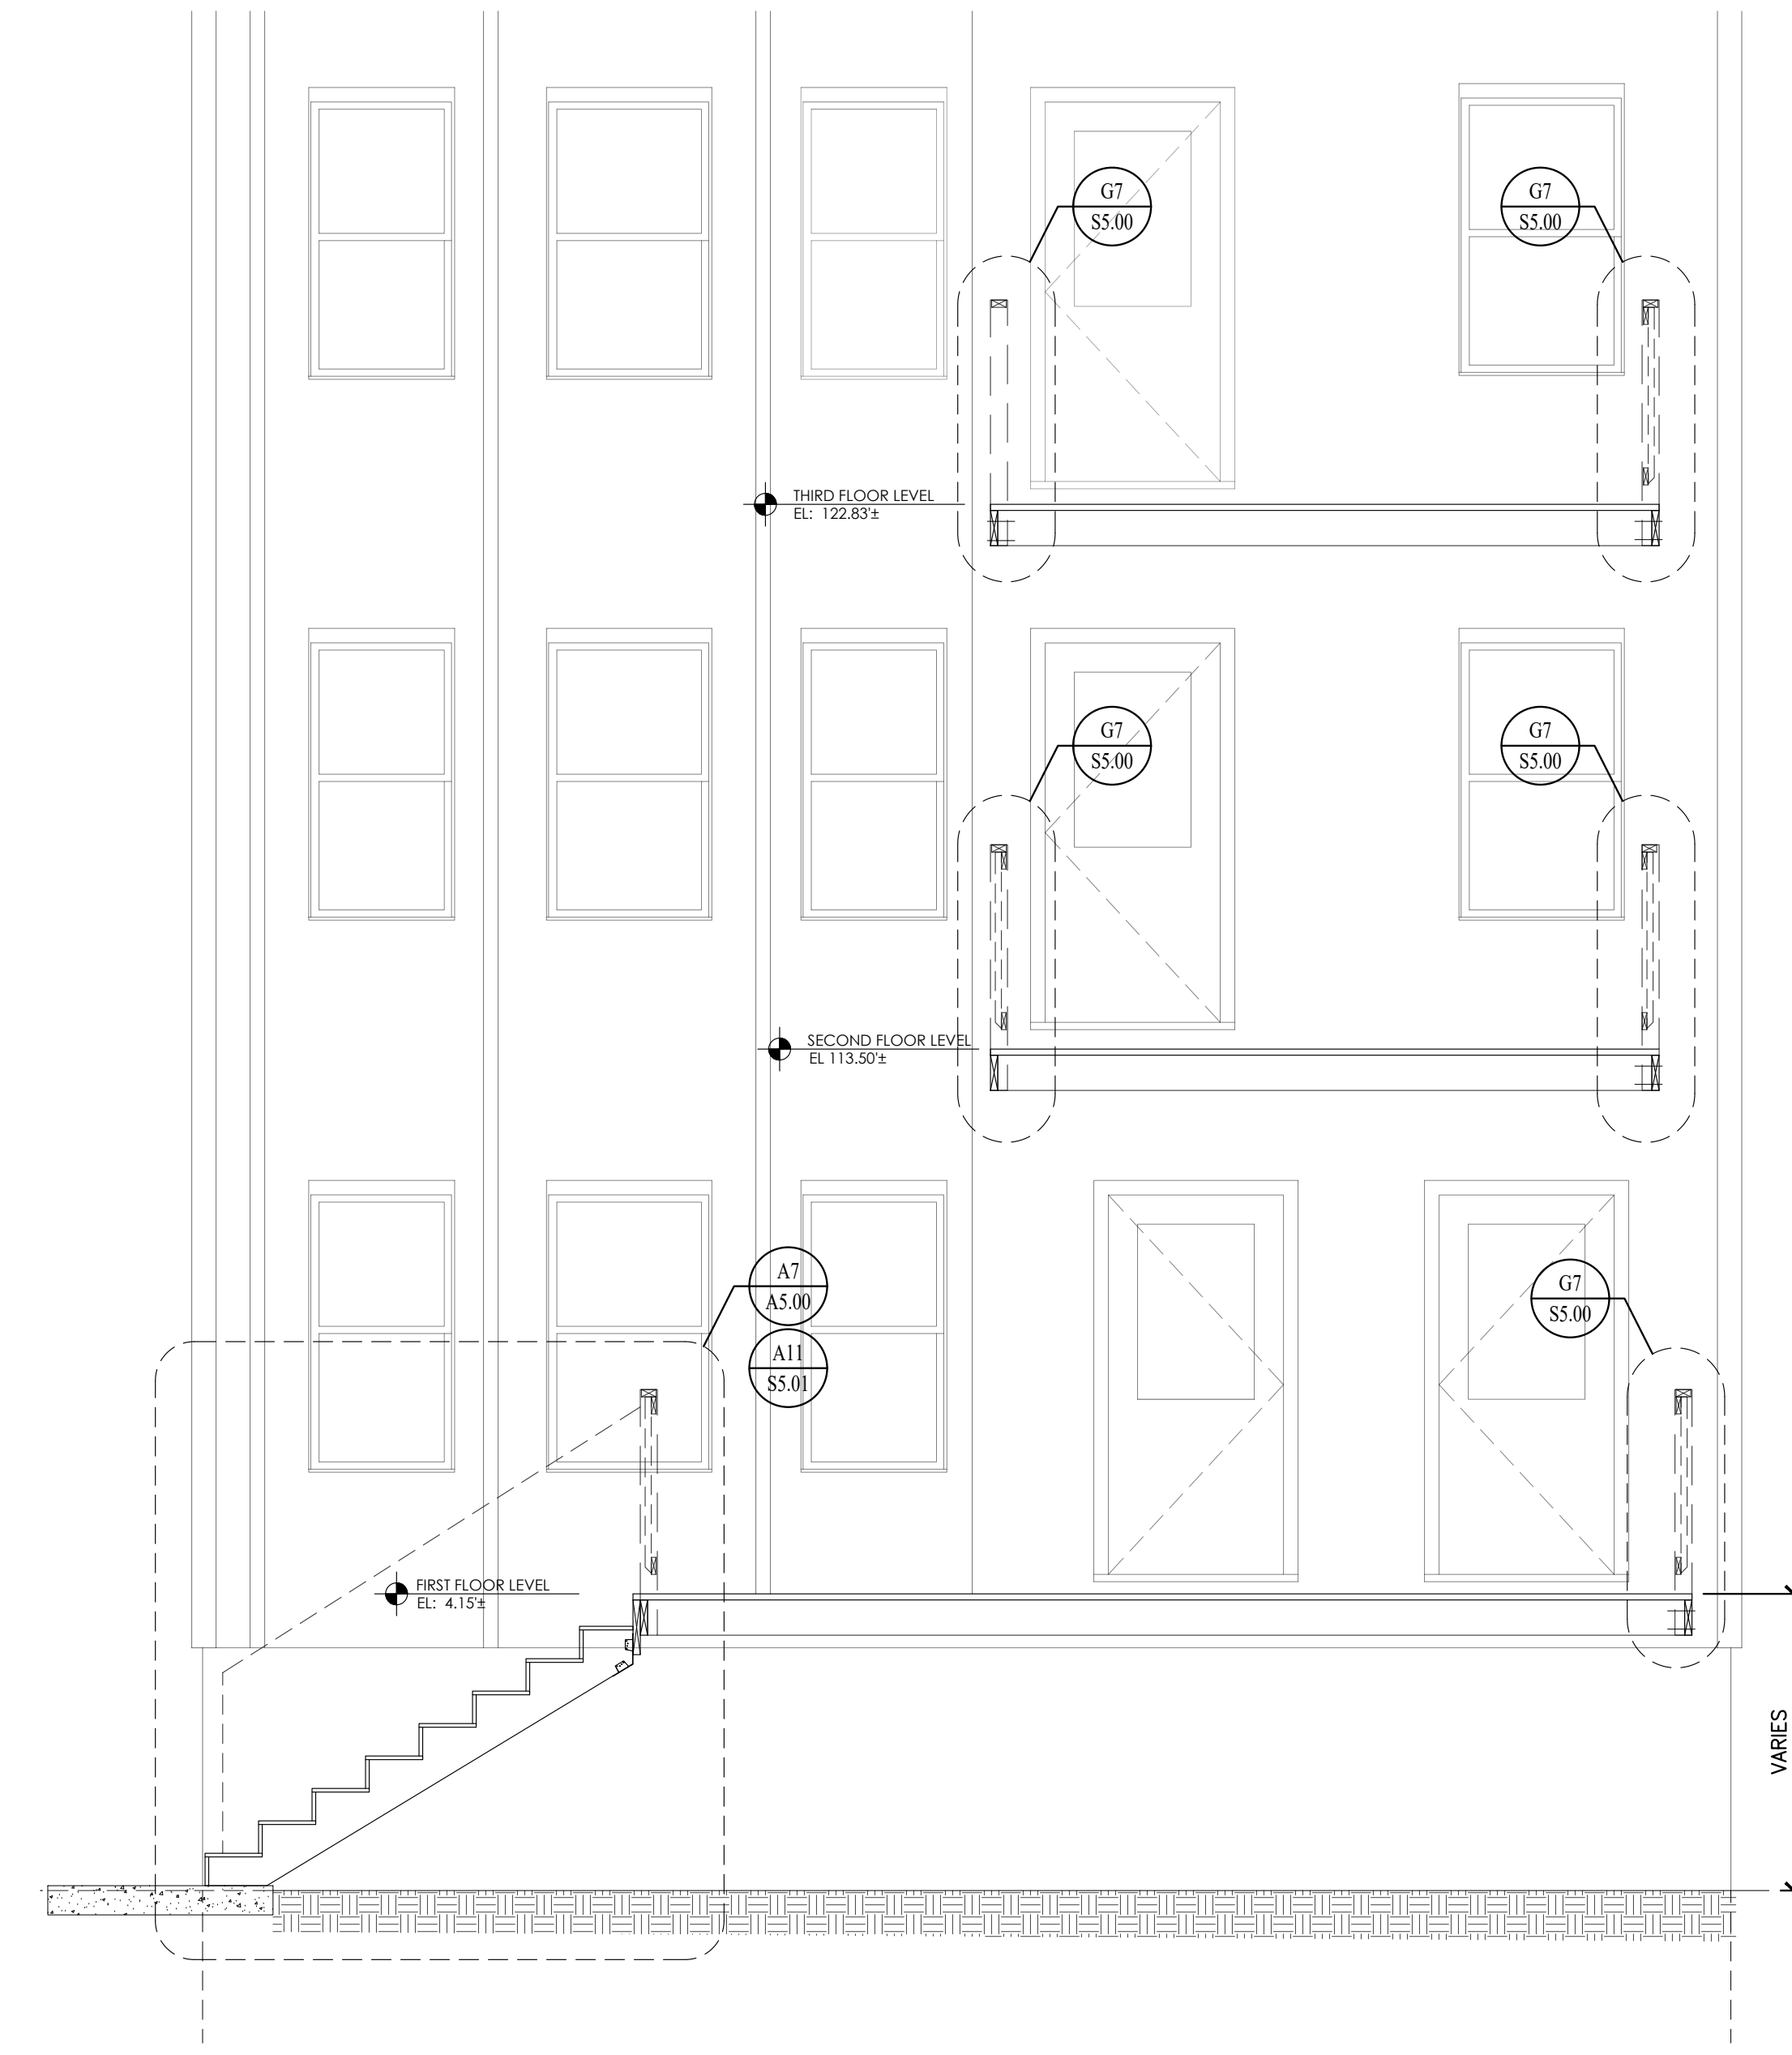 G7
S5.00
G7
S5.00
THIRD FLOOR LEVEL
EL:  122.83'±
G7
S5.00
G7
S5.00
SECOND FLOOR LEVEL
EL 113.50'±
A7
A5.00
G7
S5.00
A11
S5.01
FIRST FLOOR LEVEL
EL:  4.15'±
VARIES